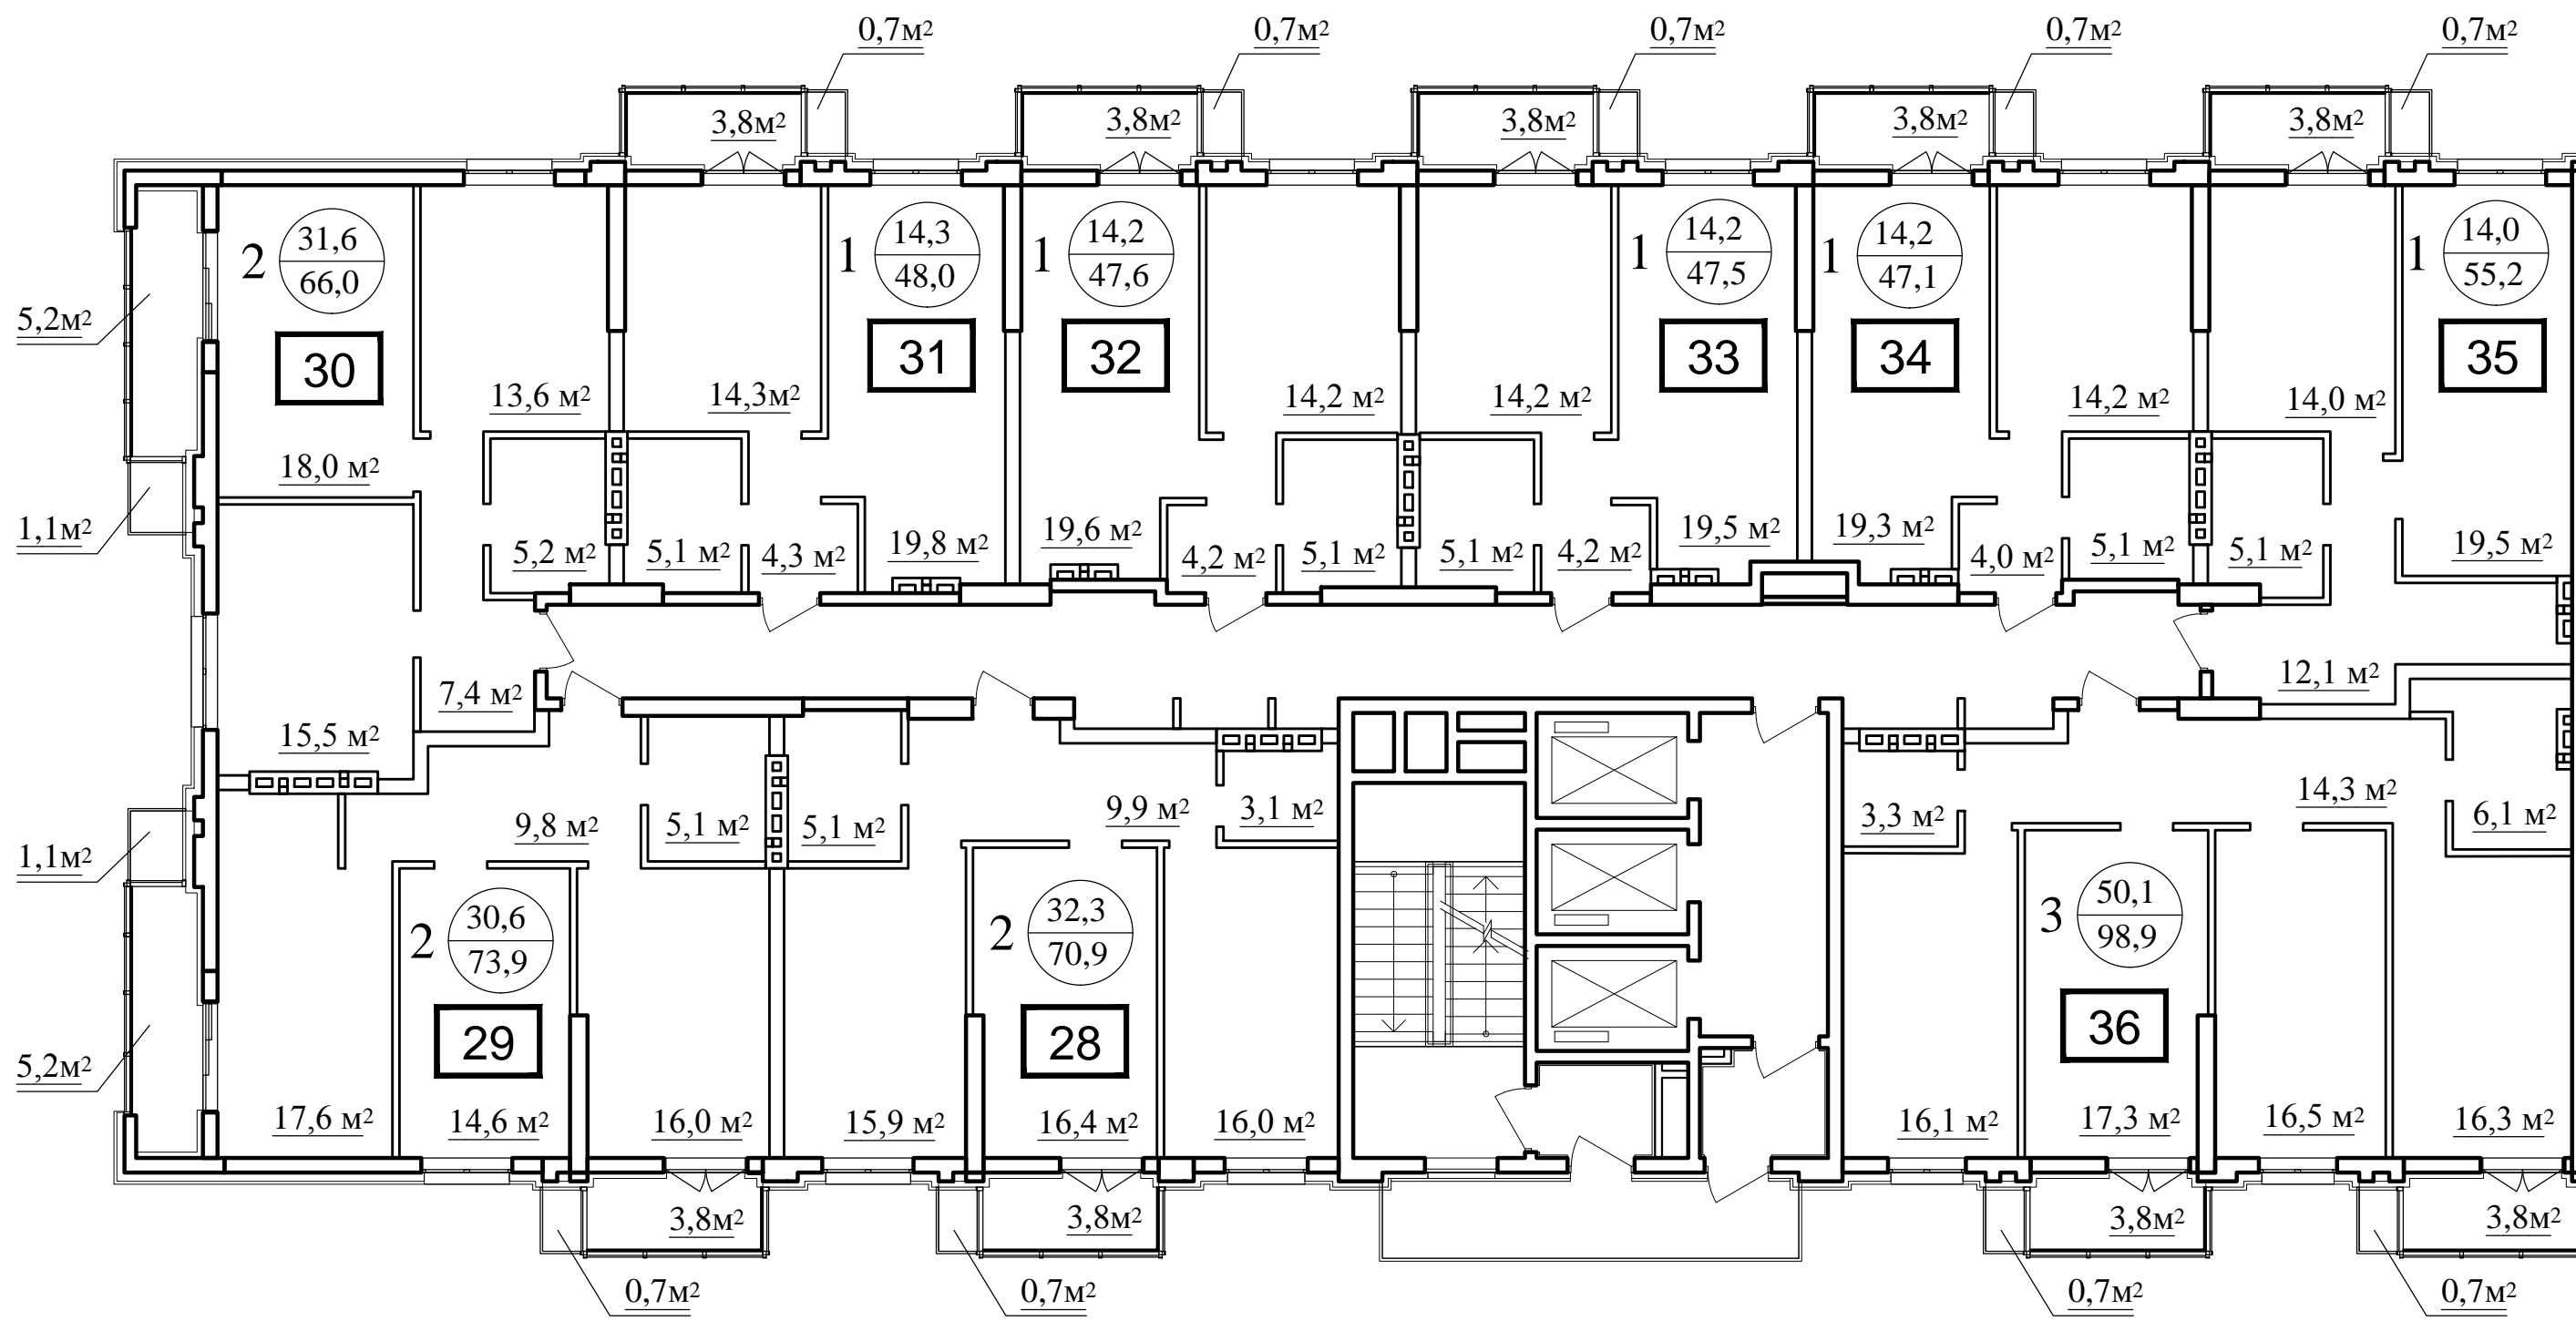 0,7м² 0,7м² 0,7м² 0,7м² 0,7м²
3,8м² 3,8м² 3,8м² 3,8м² 3,8м²
2 31,6 1 14,3 1 14,2 1 14,2 1 14,2 1 14,0
66,0 48,0 47,6 47,5 47,1 55,2
5,2м²
30 31 32 33 34 35
13,6 м² 14,3м² 14,2 м² 14,2 м² 14,2 м² 14,0 м²
18,0 м²
1,1м² 5,2 м² 5,1 м² 4,3 м² 19,8 м² 19,6 м² 4,2 м² 5,1 м² 5,1 м² 4,2 м² 19,5 м² 19,3 м² 4,0 м² 5,1 м² 5,1 м² 19,5 м²
7,4 м² 12,1 м²
15,5 м²
14,3 м²
1,1м² 9,8 м² 5,1 м² 5,1 м² 9,9 м² 3,1 м² 3,3 м² 6,1 м²
2 30,6 2 32,3 3 50,1
73,9 70,9 98,9
29 28 36
5,2м²
17,6 м² 14,6 м² 16,0 м² 15,9 м² 16,4 м² 16,0 м² 16,1 м² 17,3 м² 16,5 м² 16,3 м²
3,8м² 3,8м² 3,8м² 3,8м²
0,7м² 0,7м² 0,7м² 0,7м²